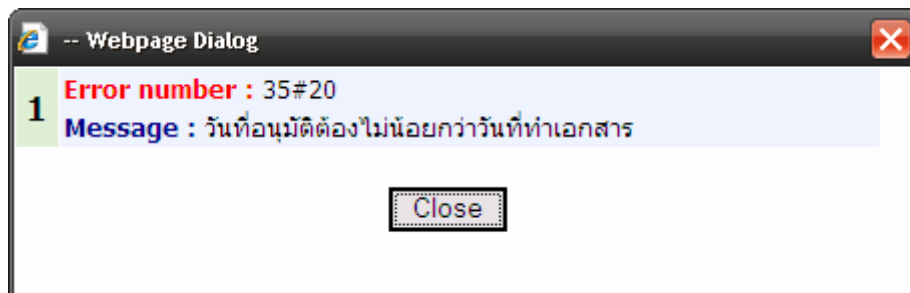 -- Webpage Dialog
1
Error number : 35#20
Message : วันที่อนุมัติต้องไม่น้อยกว่าวันที่ทำเอกสาร
Close